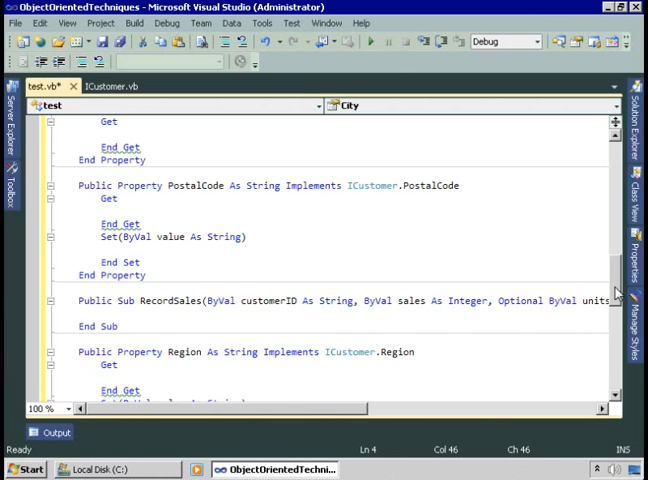 ObjectOrientedTechniques - Microsoft Visual Studio (Administrator)
File Edit View Project Build Debug Team Data Tools Test Window Help
Debug
test.vb* ICustomer.vb
test City
Get
End Get
End Property
Public Property PostalCode As String Implements ICustomer.PostalCode
Get
End Get
Set(ByVal value As String)
End Set
End Property
Public Sub RecordSales(ByVal customerID As String, ByVal sales As Integer, Optional ByVal units
End Sub
Public Property Region As String Implements ICustomer.Region
Get
End Get
100 %
Server Explorer
Toolbox
Solution Explorer
Class View
Properties
Manage Styles
Output
Ready Ln 4 Col 46 Ch 46 INS
Start Local Disk (C:) ObjectOrientedTechni...